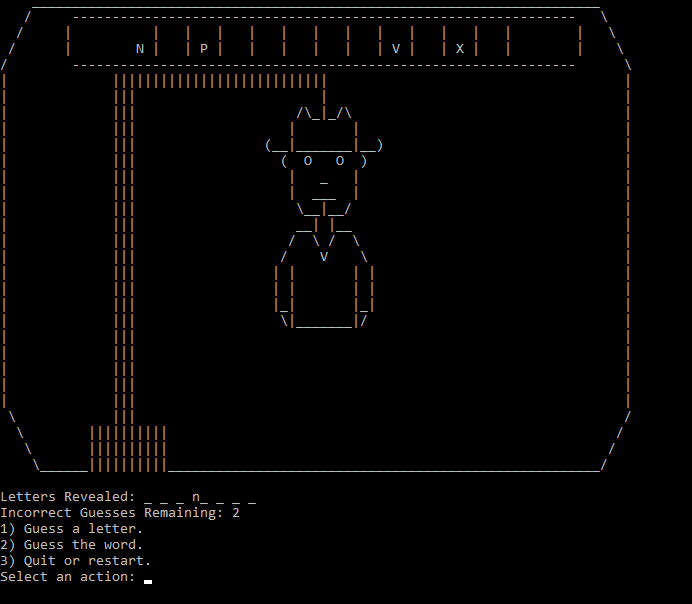 N P V X
Letters Revealed: _ _ _ n_ _ _ _
Incorrect Guesses Remaining: 2
1) Guess a letter.
2) Guess the word.
3) Quit or restart.
Select an action: _